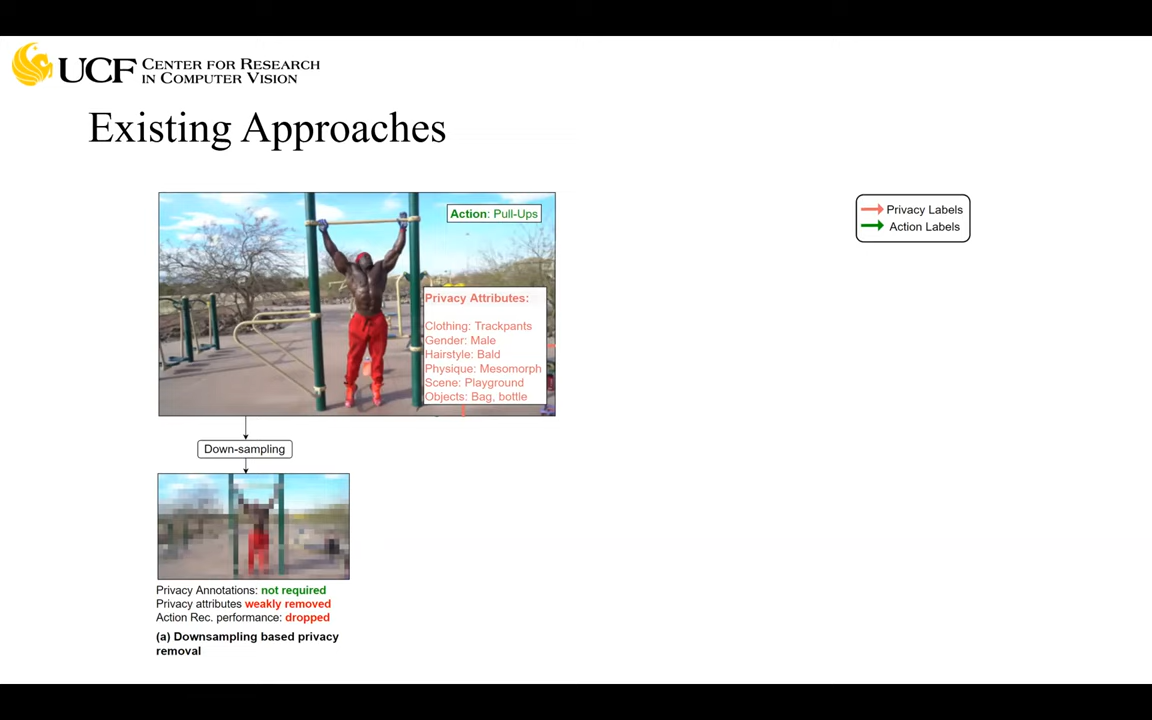 UCF CENTER FOR RESEARCH
IN COMPUTER VISION
Existing Approaches
Action: Pull-Ups
Privacy Attributes:
Clothing: Trackpants
Gender: Male
Hairstyle: Bald
Physique: Mesomorph
Scene: Playground
Objects: Bag, bottle
Privacy Labels
Action Labels
Down-sampling
Privacy Annotations: not required
Privacy attributes weakly removed
Action Rec. performance: dropped
(a) Downsampling based privacy
removal